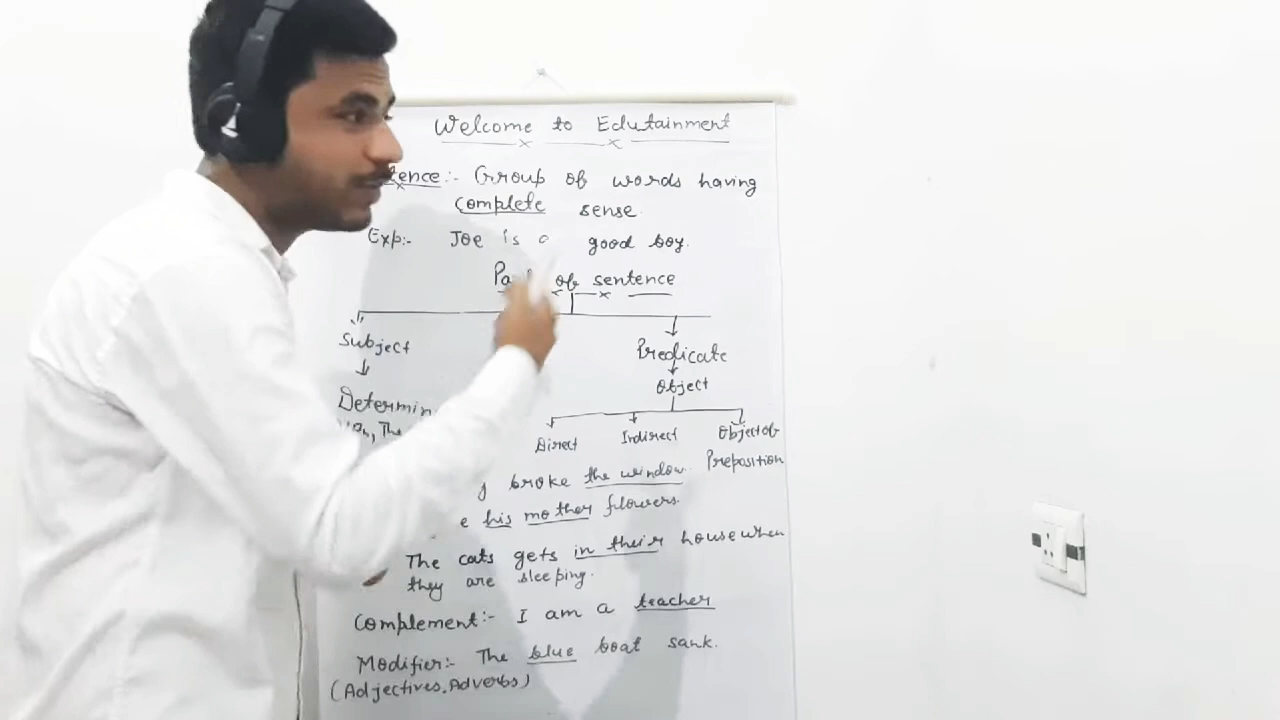 Welcome to Edutainment
ence:- Group of words having
complete sense.
Exp:- Joe is a good boy.
of sentence
Subject
Predicate
Object
Determin
Direct Indirect Object of
Preposition
broke the window.
e his mother flowers.
The cats gets in their house when
they are sleeping.
Complement:- I am a teacher
Modifier:- The blue boat sank.
(Adjectives, Adverbs)